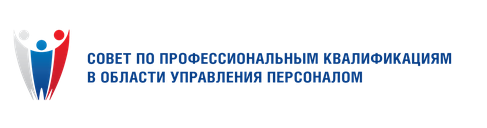 СОВЕТ ПО ПРОФЕССИОНАЛЬНЫМ КВАЛИФИКАЦИЯМ
В ОБЛАСТИ УПРАВЛЕНИЯ ПЕРСОНАЛОМ